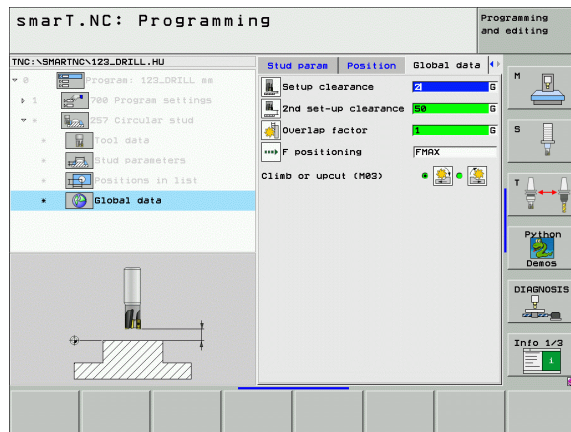 smarT.NC: Programming
Programming and editing
TNC:\SMARTNC\123_DRILL.HU
0 Program: 123_DRILL mm
1 700 Program settings
* 257 Circular stud
* Tool data
* Stud parameters
* Positions in list
* Global data
Stud param Position Global data
Setup clearance 2 G
2nd set-up clearance 50 G
Overlap factor 1 G
F positioning FMAX
Climb or upcut (M03)
M
S
T
Python
Demos
DIAGNOSIS
Info 1/3
i